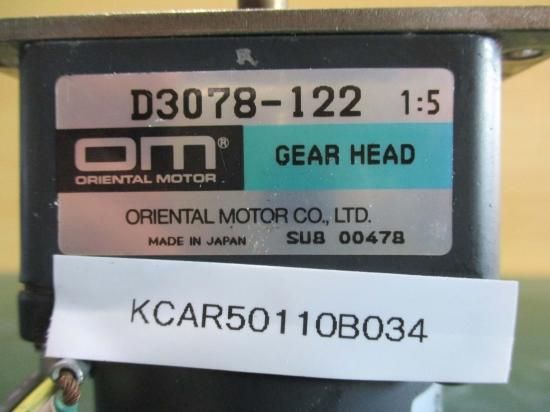 R
D3078-122 1:5
OM®
ORIENTAL MOTOR
GEAR HEAD
ORIENTAL MOTOR CO., LTD.
MADE IN JAPAN SU8 00478
KCAR50110B034